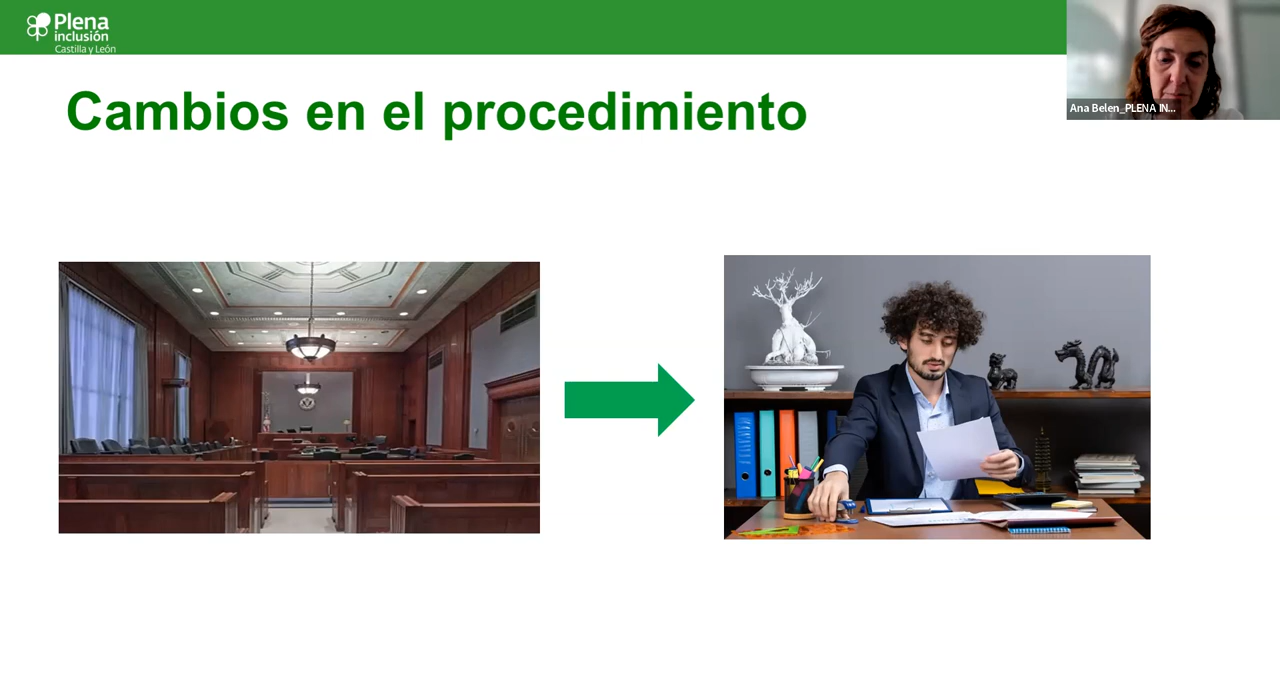 Plena
inclusión
Castilla y León
Cambios en el procedimiento
Ana Belen_PLENA IN...